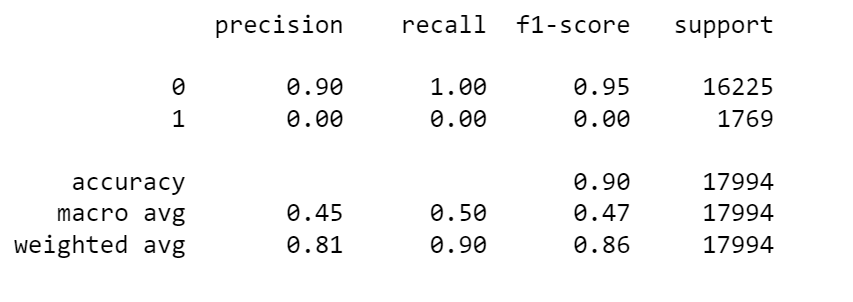 precision recall f1-score support
0 0.90 1.00 0.95 16225
1 0.00 0.00 0.00 1769
accuracy 0.90 17994
macro avg 0.45 0.50 0.47 17994
weighted avg 0.81 0.90 0.86 17994